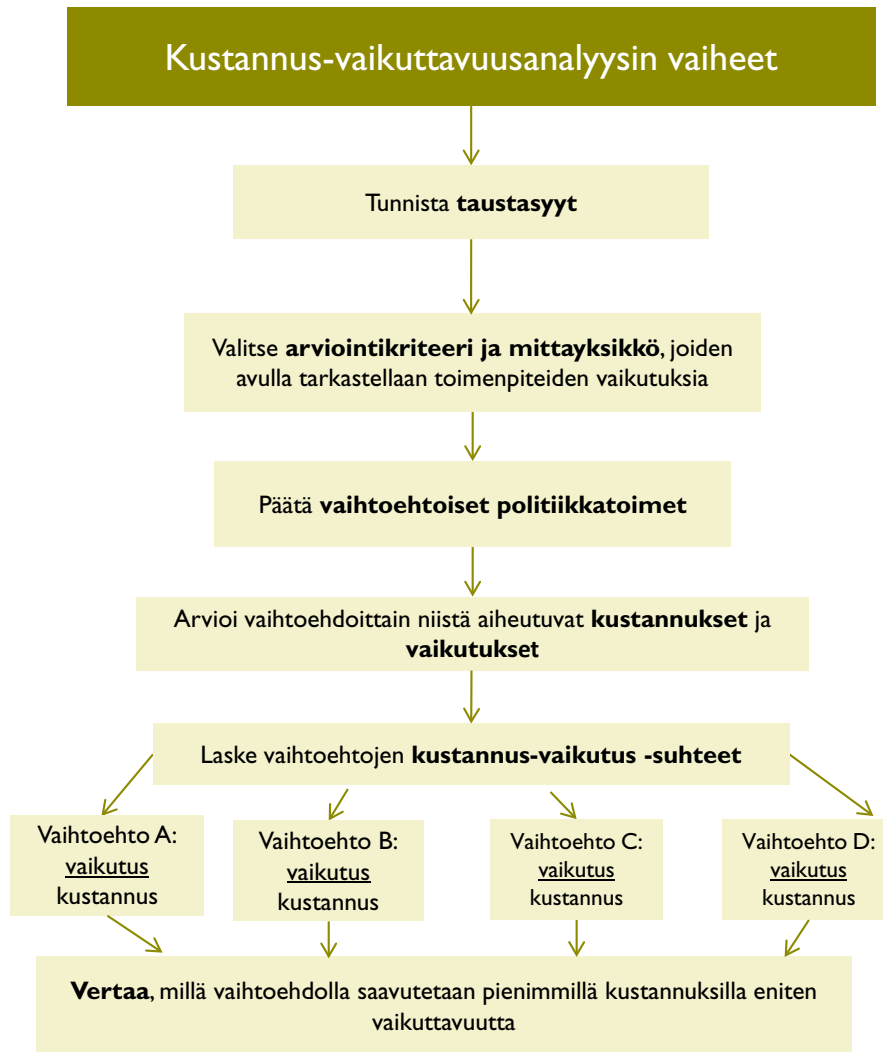 Kustannus-vaikuttavuusanalyysin vaiheet
Tunnista taustasyyt
Valitse arviointikriteeri ja mittayksikkö, joiden
avulla tarkastellaan toimenpiteiden vaikutuksia
Päätä vaihtoehtoiset politiikkatoimet
Arvioi vaihtoehdoittain niistä aiheutuvat kustannukset ja
vaikutukset
Laske vaihtoehtojen kustannus-vaikutus -suhteet
Vaihtoehto A:
vaikutus
kustannus
Vaihtoehto B:
vaikutus
kustannus
Vaihtoehto C:
vaikutus
kustannus
Vaihtoehto D:
vaikutus
kustannus
Vertaa, millä vaihtoehdolla saavutetaan pienimmillä kustannuksilla eniten
vaikuttavuutta